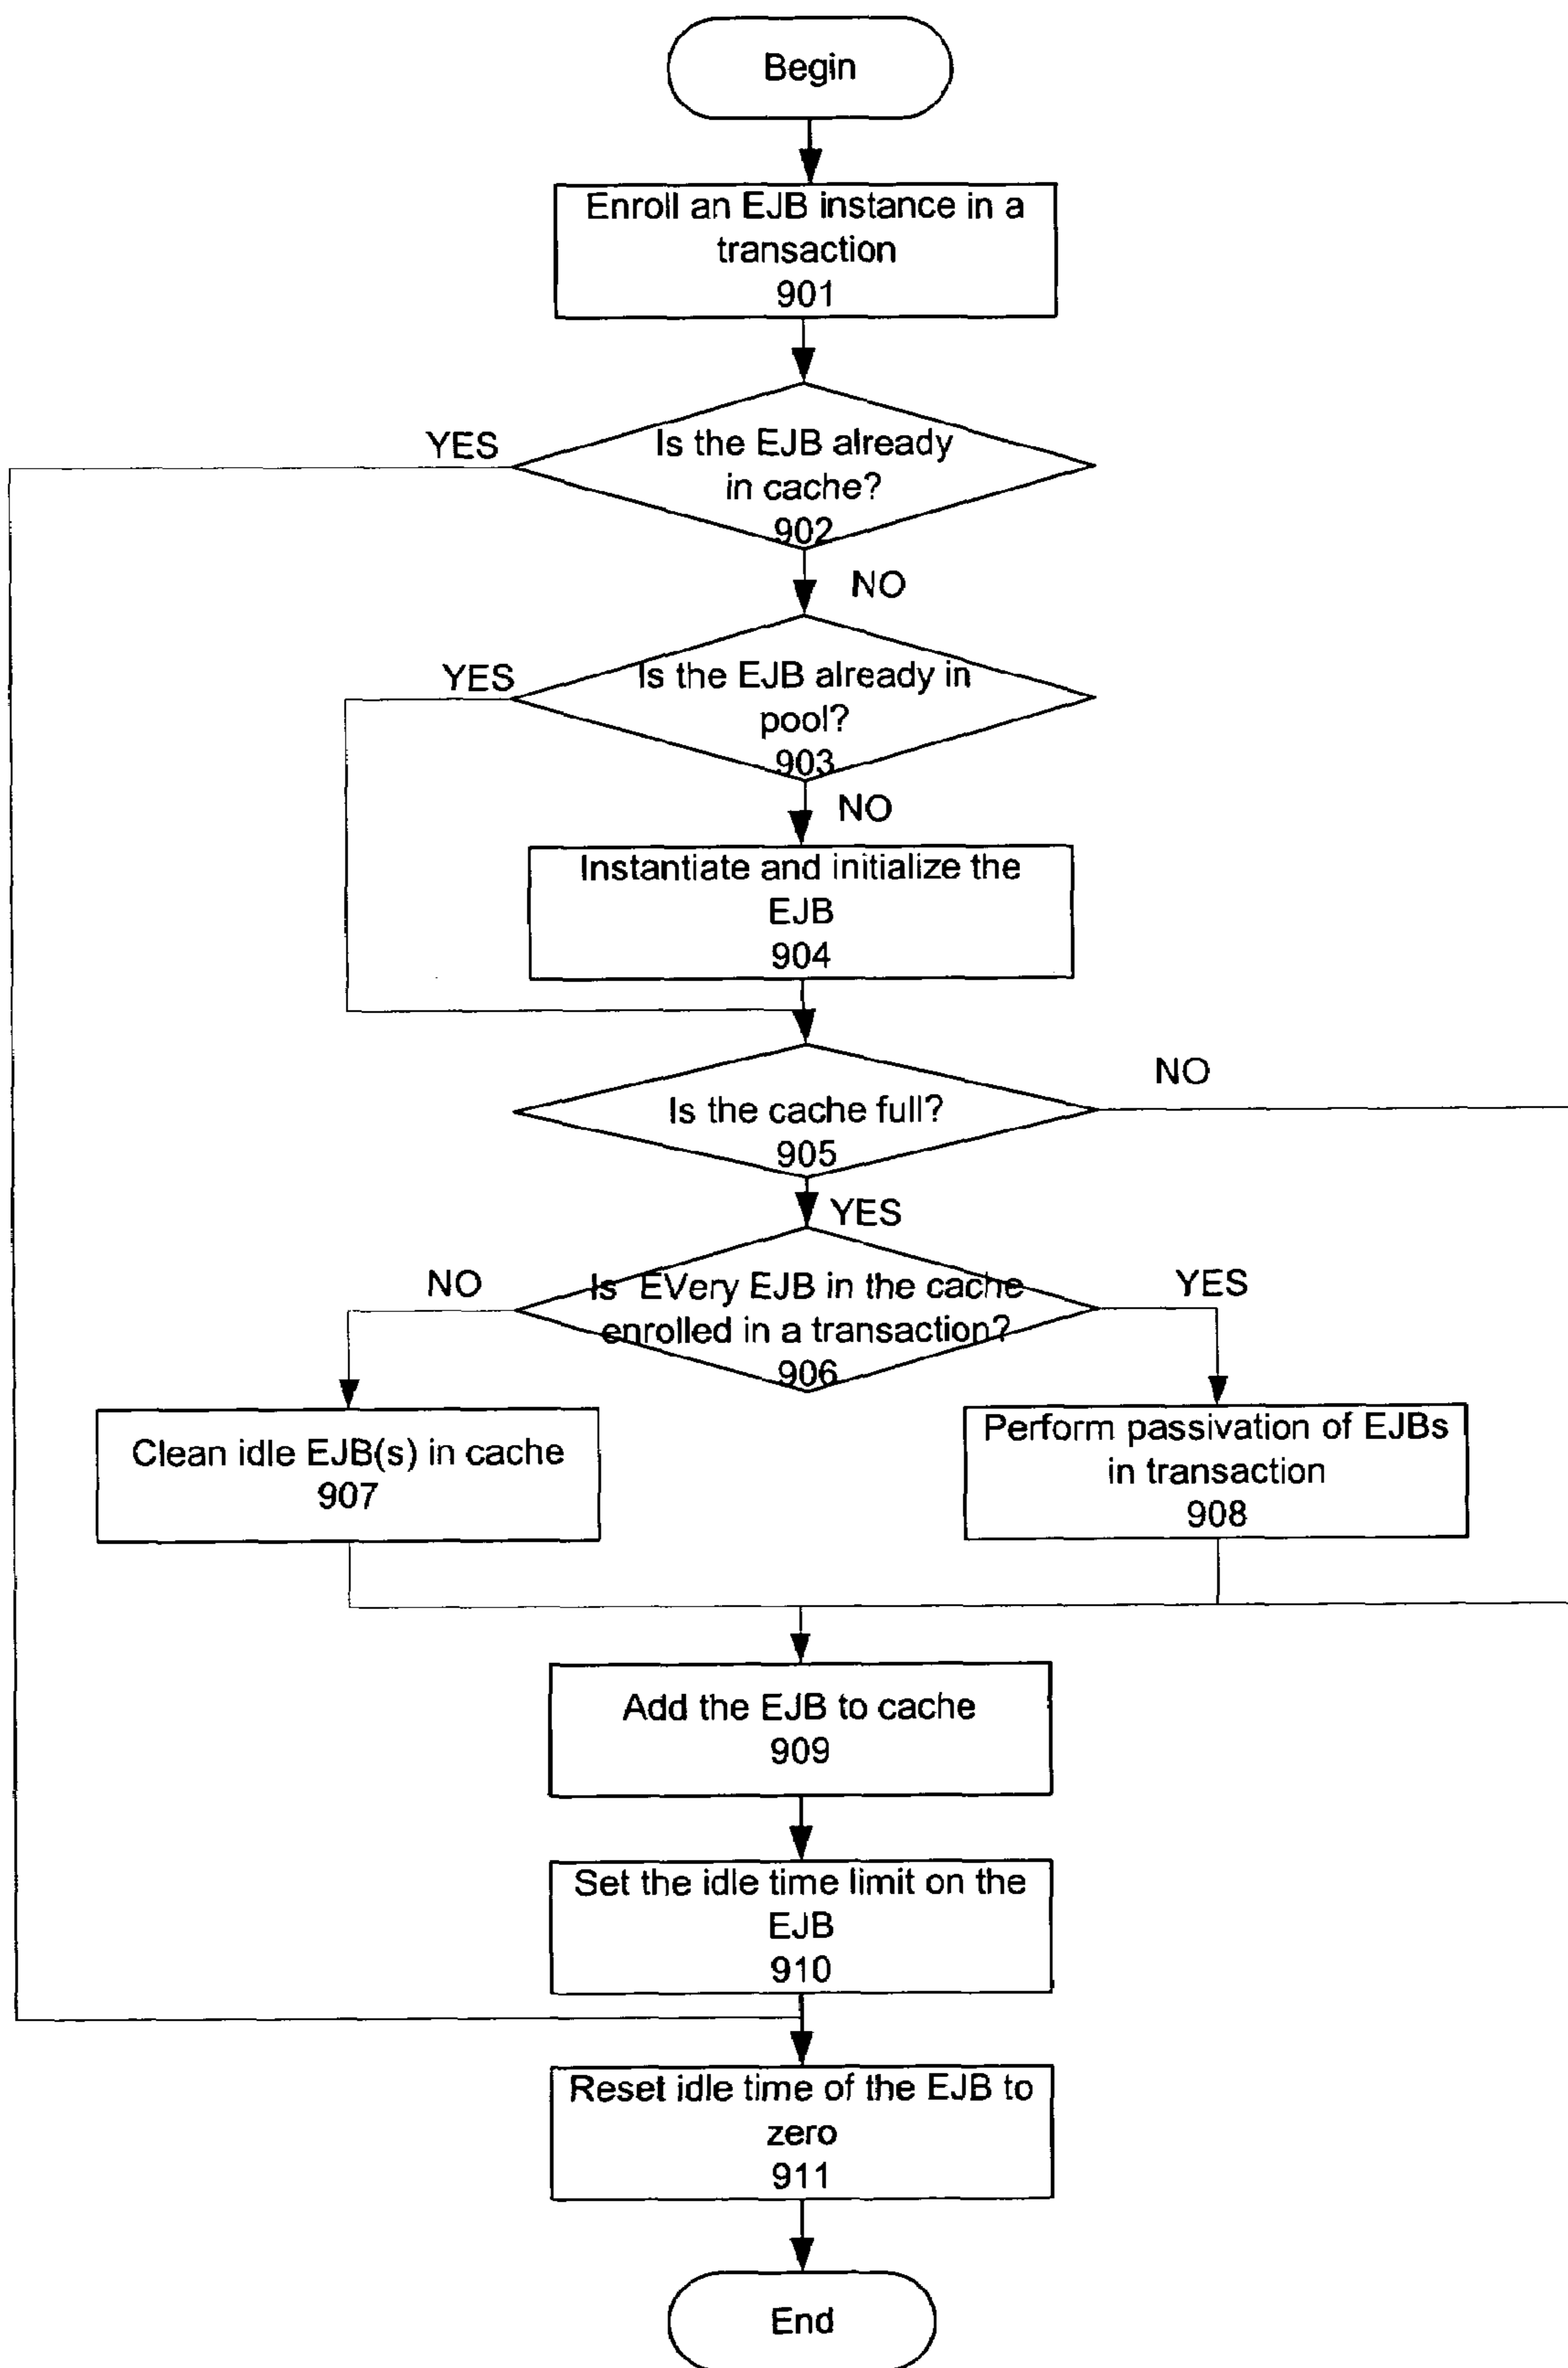 Begin
Enroll an EJB instance in a
transaction
901
YES
Is the EJB already
in cache?
902
NO
YES
Is the EJB already in
pool?
903
NO
Instantiate and initialize the
EJB
904
NO
Is the cache full?
905
YES
NO
Is EVery EJB in the cache
enrolled in a transaction?
906
YES
Clean idle EJB(s) in cache
907
Perform passivation of EJBs
in transaction
908
Add the EJB to cache
909
Set the idle time limit on the
EJB
910
Reset idle time of the EJB to
zero
911
End